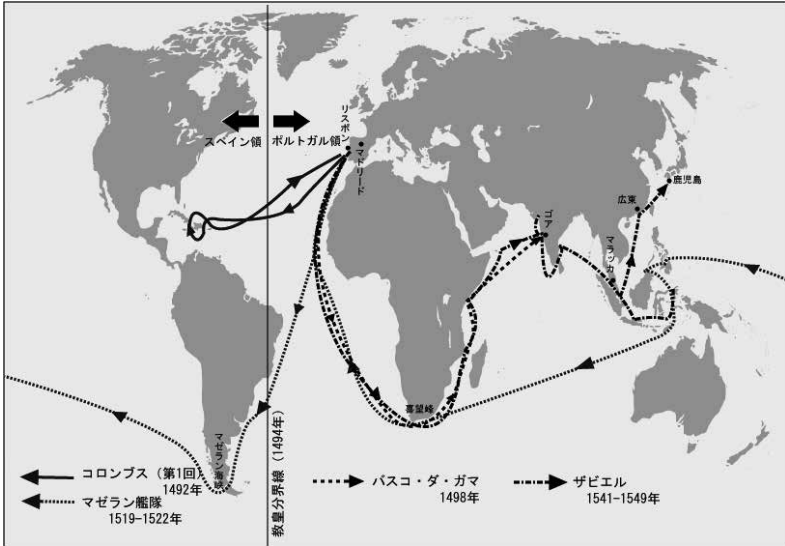 リスボン
スペイン領
ポルトガル領
マドリード
鹿児島
広東
ゴア
マラッカ
喜望峰
マゼラン海峡
教皇分界線（1494年）
コロンブス（第1回）
1492年
マゼラン艦隊
1519-1522年
バスコ・ダ・ガマ
1498年
ザビエル
1541-1549年